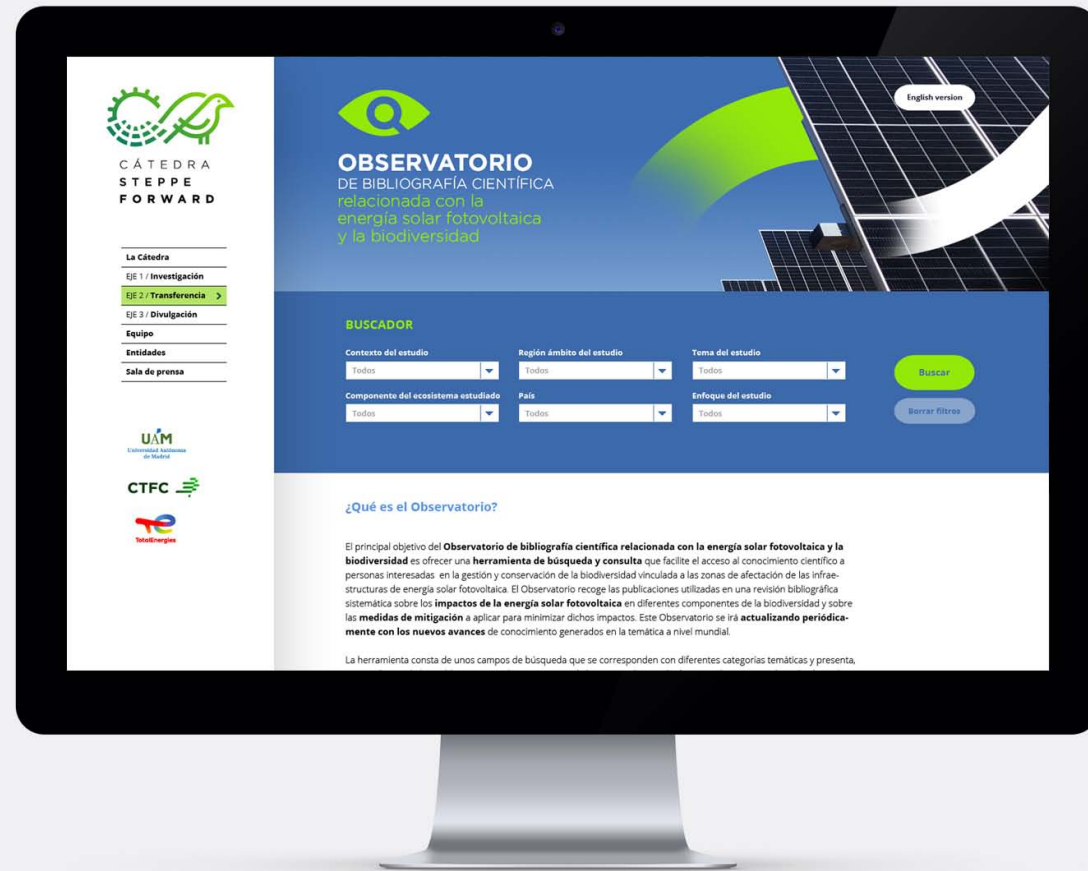 CÁTEDRA
STEPPE
FORWARD
La Cátedra
EJE 1 / Investigación
EJE 2 / Transferencia >
EJE 3 / Divulgación
Equipo
Entidades
Sala de prensa
UAM
Universidad Autónoma
de Madrid
CTFC
TotalEnergies
English version
OBSERVATORIO
DE BIBLIOGRAFÍA CIENTÍFICA
relacionada con la
energía solar fotovoltaica
y la biodiversidad
BUSCADOR
Contexto del estudio Región ámbito del estudio Tema del estudio
Todos Todos Todos Buscar
Componente del ecosistema estudiado País Enfoque del estudio
Todos Todos Todos Borrar filtros
¿Qué es el Observatorio?
El principal objetivo del Observatorio de bibliografía científica relacionada con la energía solar fotovoltaica y la
biodiversidad es ofrecer una herramienta de búsqueda y consulta que facilite el acceso al conocimiento científico a
personas interesadas en la gestión y conservación de la biodiversidad vinculada a las zonas de afectación de las infrae-
structuras de energía solar fotovoltaica. El Observatorio recoge las publicaciones utilizadas en una revisión bibliográfica
sistemática sobre los impactos de la energía solar fotovoltaica en diferentes componentes de la biodiversidad y sobre
las medidas de mitigación a aplicar para minimizar dichos impactos. Este Observatorio se irá actualizando periódica-
mente con los nuevos avances de conocimiento generados en la temática a nivel mundial.
La herramienta consta de unos campos de búsqueda que se corresponden con diferentes categorías temáticas y presenta,